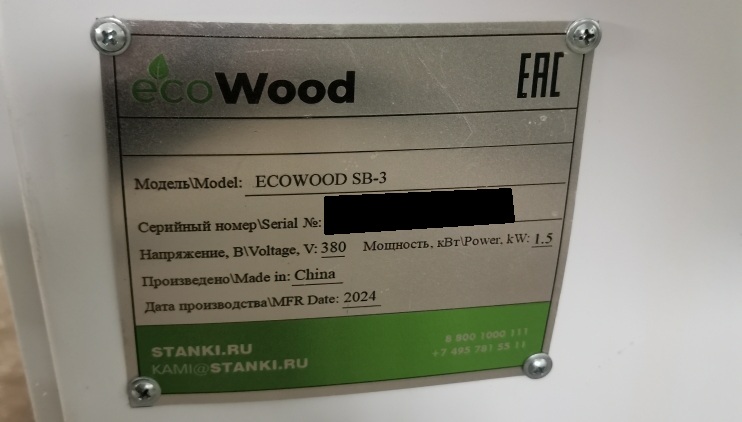 ecoWood
EAC
Модель\Model: ECOWOOD SB-3
Серийный номер\Serial №:
Напряжение, В\Voltage, V: 380 Мощность, кВт\Power, kW: 1.5
Произведено\Made in: China
Дата производства\MFR Date: 2024
STANKI.RU
8 800 1000 111
KAMI@STANKI.RU
+7 495 781 55 11